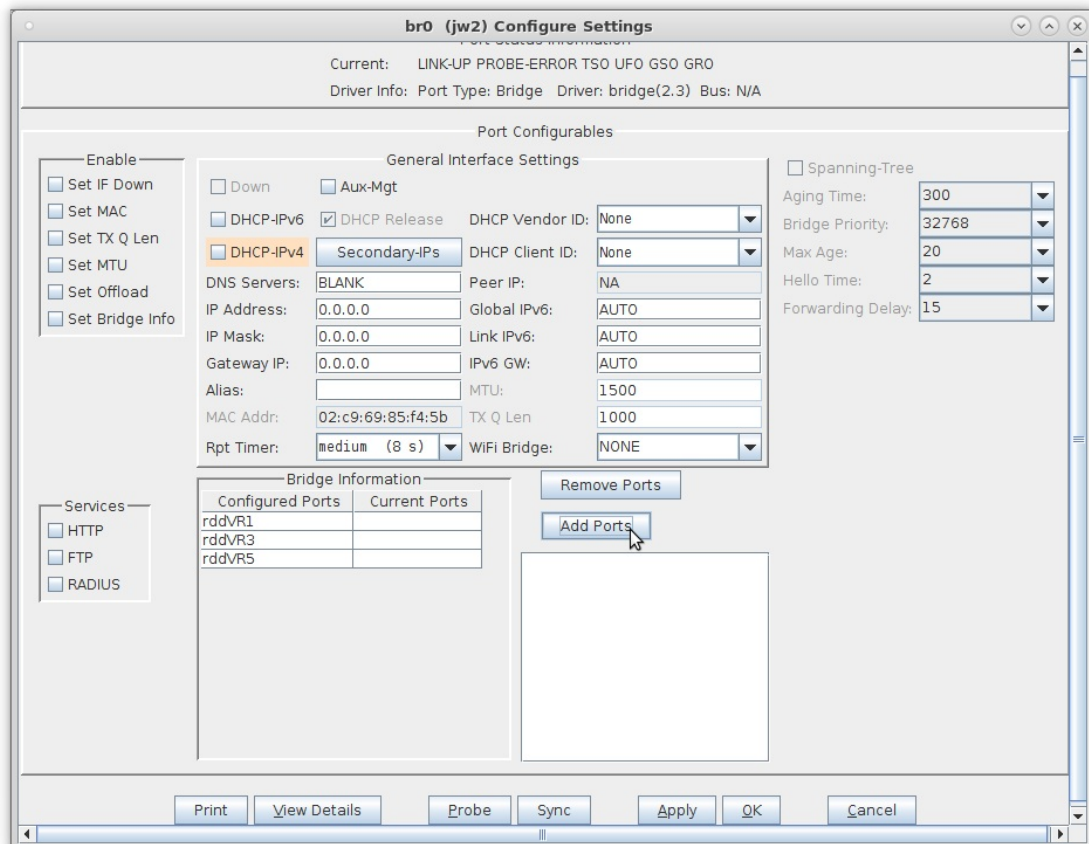 br0 (jw2) Configure Settings
Port Status Information
Current: LINK-UP PROBE-ERROR TSO UFO GSO GRO
Driver Info: Port Type: Bridge Driver: bridge(2.3) Bus: N/A
Port Configurables
Enable
Set IF Down
Set MAC
Set TX Q Len
Set MTU
Set Offload
Set Bridge Info
General Interface Settings
Down Aux-Mgt
DHCP-IPv6 DHCP Release DHCP Vendor ID: None
DHCP-IPv4 Secondary-IPs DHCP Client ID: None
DNS Servers: BLANK Peer IP: NA
IP Address: 0.0.0.0 Global IPv6: AUTO
IP Mask: 0.0.0.0 Link IPv6: AUTO
Gateway IP: 0.0.0.0 IPv6 GW: AUTO
Alias: MTU: 1500
MAC Addr: 02:c9:69:85:f4:5b TX Q Len 1000
Rpt Timer: medium (8 s) WiFi Bridge: NONE
Spanning-Tree
Aging Time: 300
Bridge Priority: 32768
Max Age: 20
Hello Time: 2
Forwarding Delay: 15
Services
HTTP
FTP
RADIUS
Bridge Information
Configured Ports Current Ports
rddVR1
rddVR3
rddVR5
Remove Ports
Add Ports
Print View Details Probe Sync Apply OK Cancel